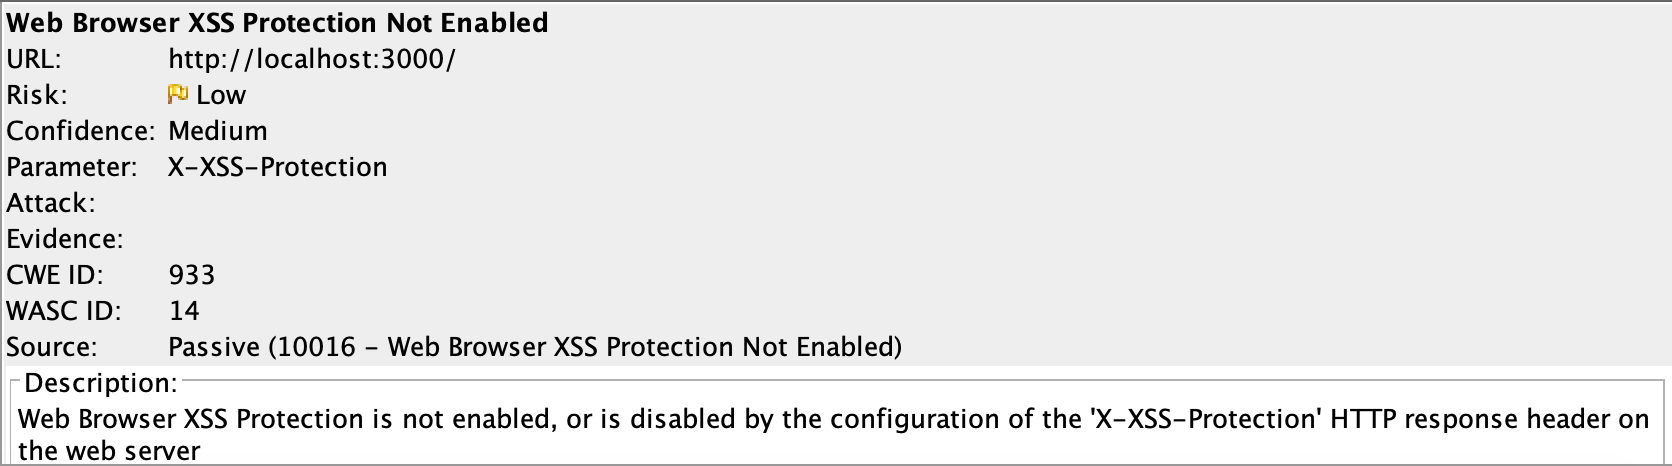 Web Browser XSS Protection Not Enabled
URL: http://localhost:3000/
Risk: Low
Confidence: Medium
Parameter: X-XSS-Protection
Attack:
Evidence:
CWE ID: 933
WASC ID: 14
Source: Passive (10016 - Web Browser XSS Protection Not Enabled)
Description:
Web Browser XSS Protection is not enabled, or is disabled by the configuration of the 'X-XSS-Protection' HTTP response header on
the web server